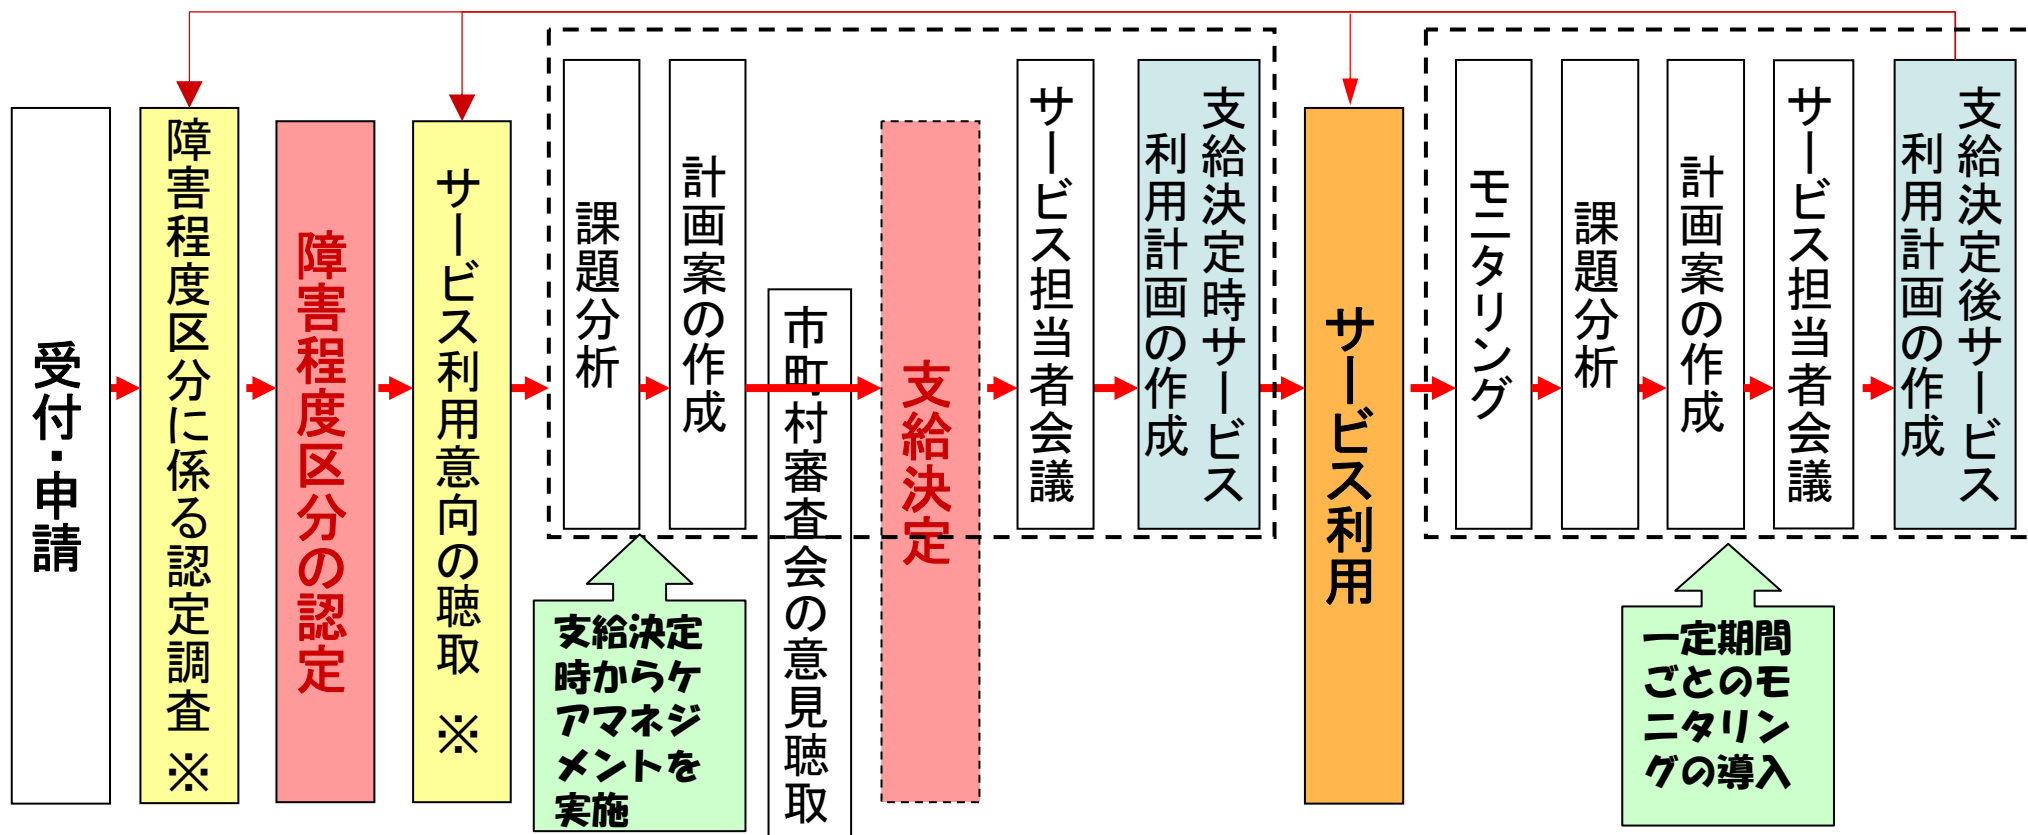 受付・申請
障害程度区分に係る認定調査※
障害程度区分の認定
サービス利用意向の聴取 ※
課題分析
計画案の作成
市町村審査会の意見聴取
支給決定
サービス担当者会議
支給決定時サービス
利用計画の作成
サービス利用
モニタリング
課題分析
計画案の作成
サービス担当者会議
支給決定後サービス
利用計画の作成
支給決定
時からケ
アマネジ
メントを
実施
一定期間
ごとのモ
ニタリン
グの導入